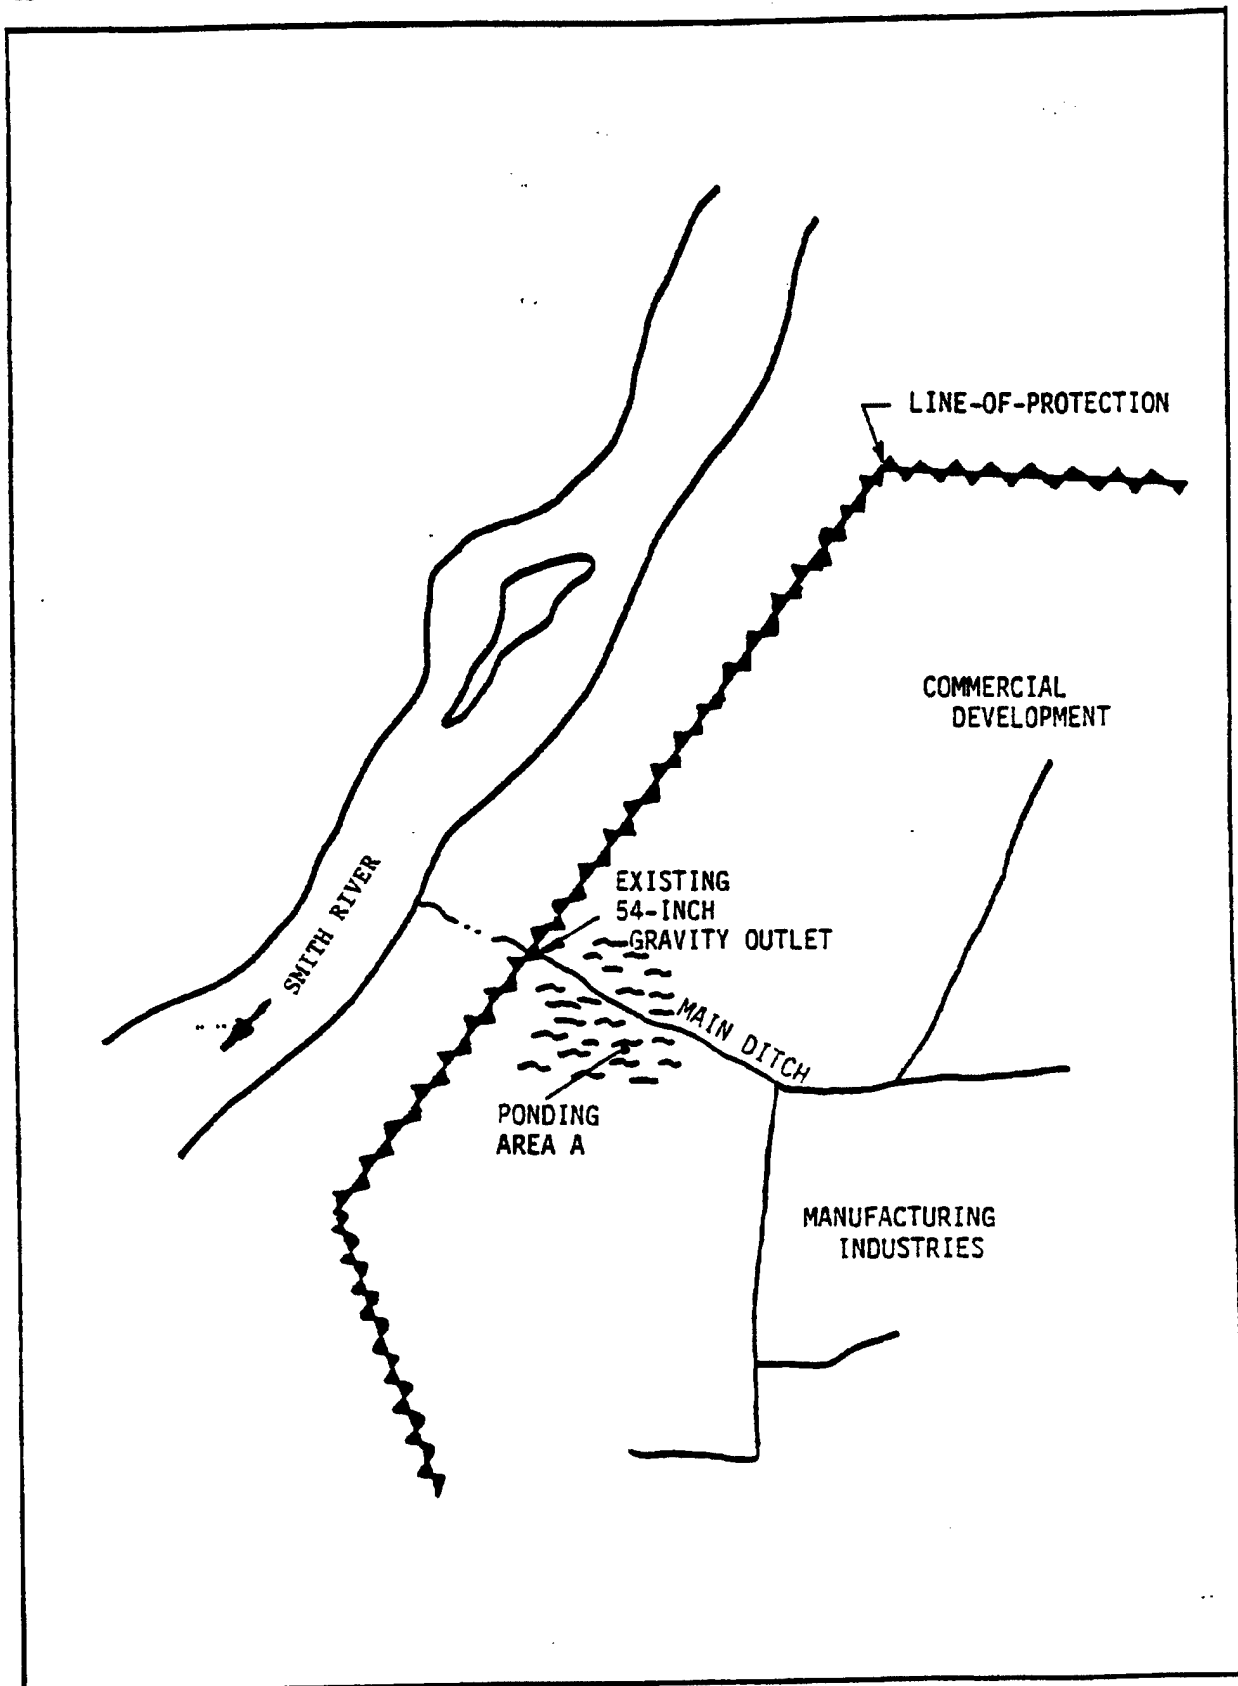 LINE-OF-PROTECTION
COMMERCIAL
DEVELOPMENT
EXISTING
54-INCH
GRAVITY OUTLET
SMITH RIVER
MAIN DITCH
PONDING
AREA A
MANUFACTURING
INDUSTRIES